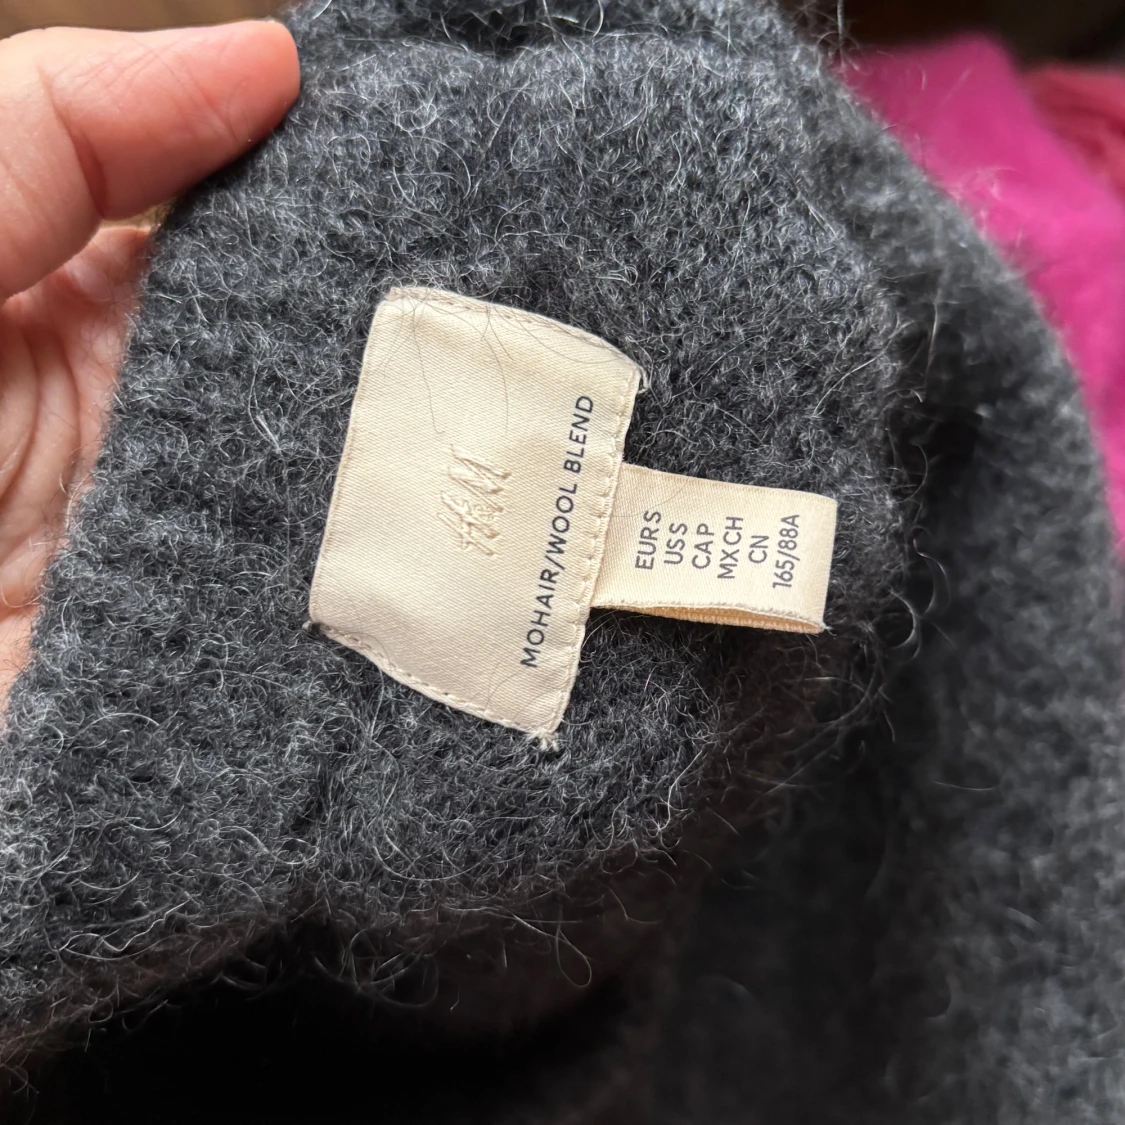 H&M
MOHAIR/WOOL BLEND
EUR S
US S
CA P
MX CH
CN
165/88A